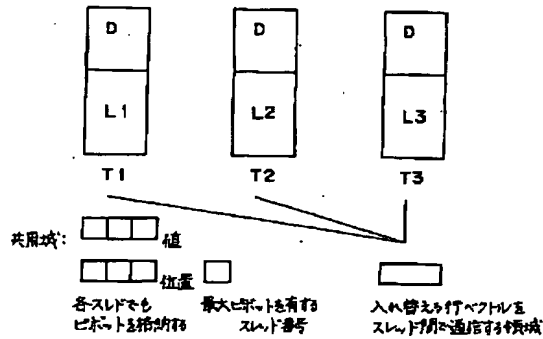 D D D
L1 L2 L3
T1 T2 T3
共用域: 値
位置
各スレドでも 最大ピボットを有する 入れ替える行ベクトルを
ピボットを格納する スレッド番号 スレッド間で通信する領域